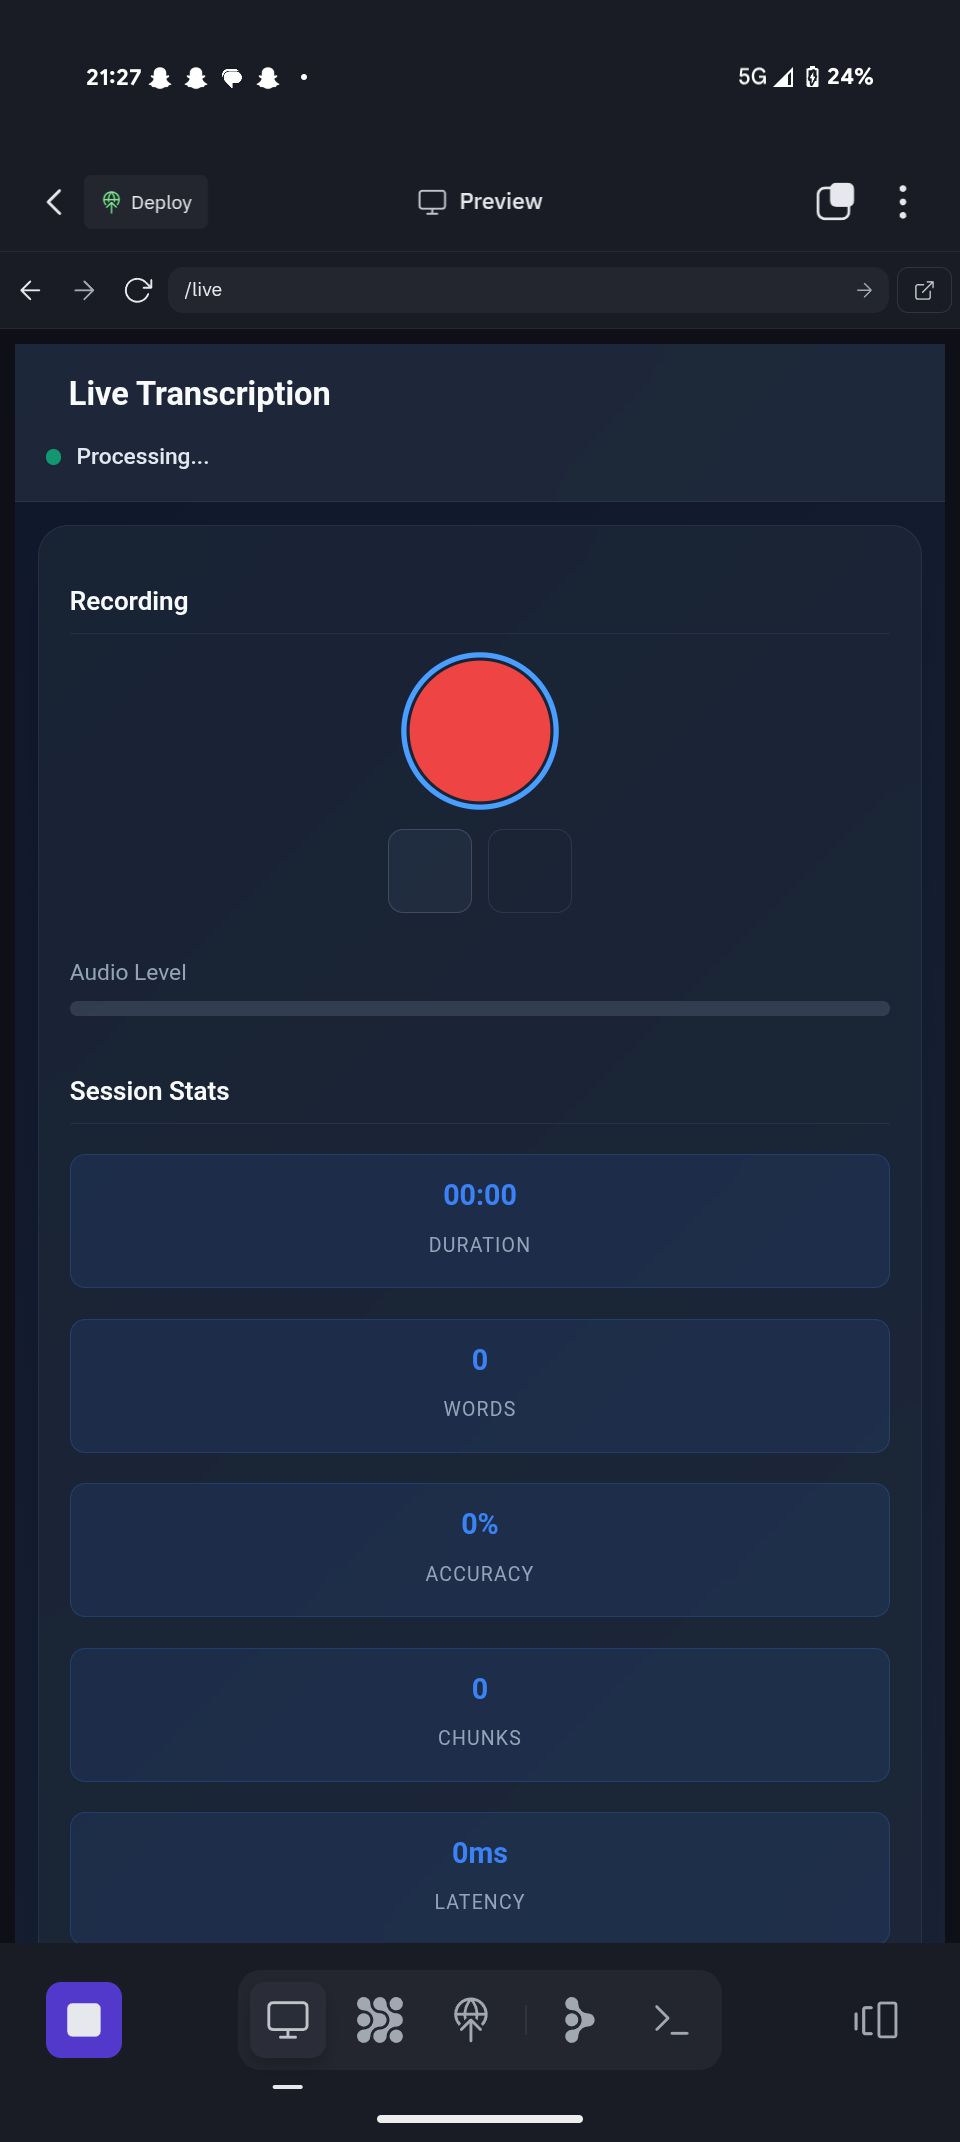 21:27
5G 24%
Deploy
Preview
/live
Live Transcription
Processing...
Recording
Audio Level
Session Stats
00:00
DURATION
0
WORDS
0%
ACCURACY
0
CHUNKS
0ms
LATENCY